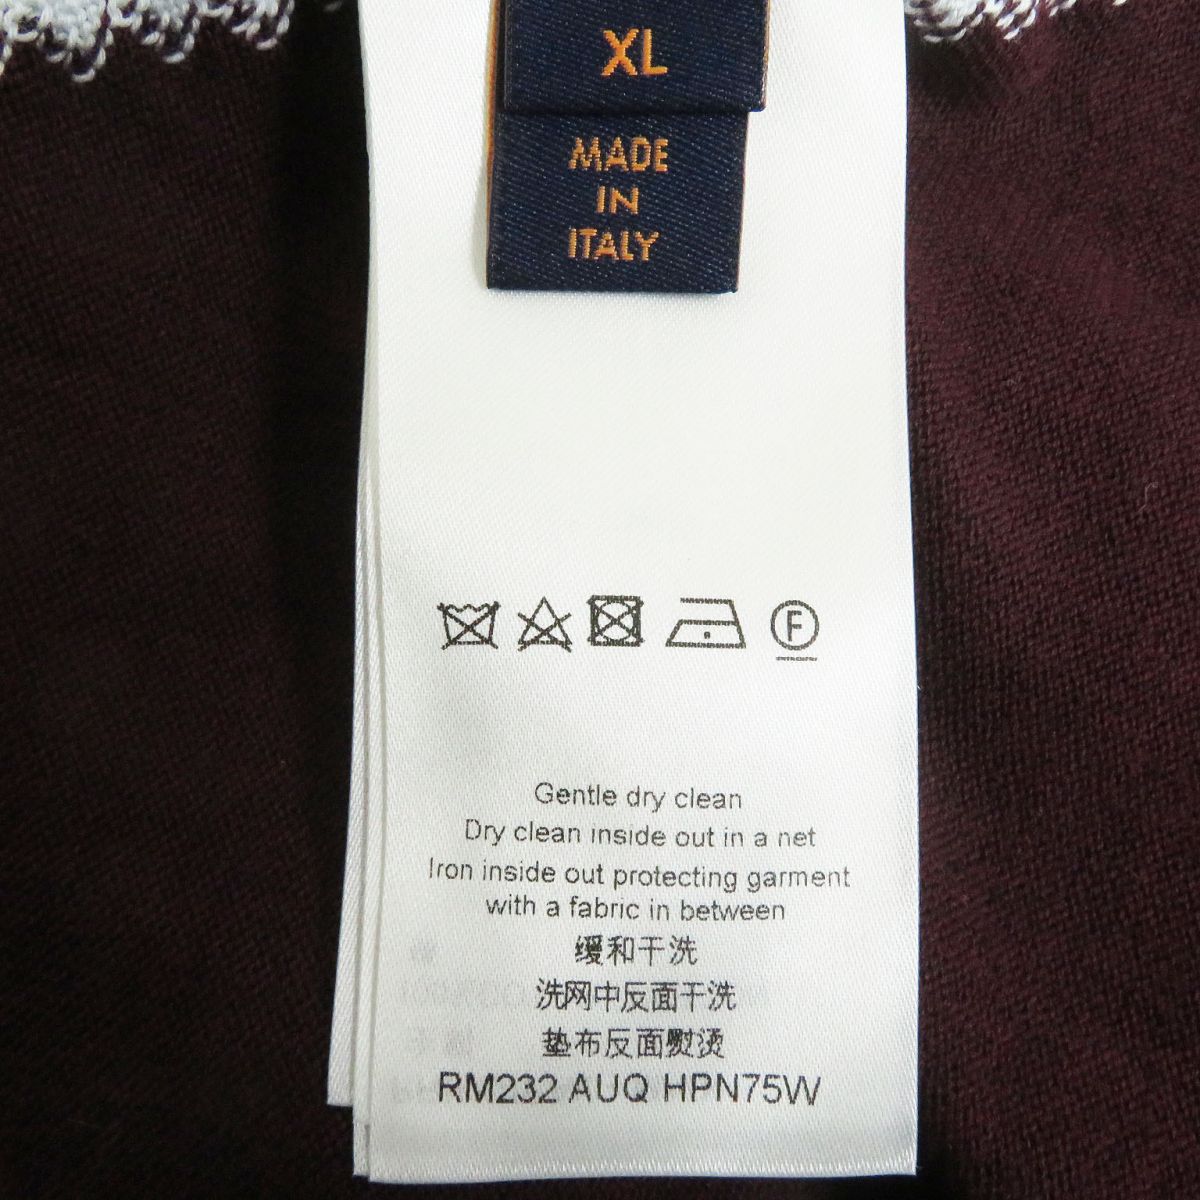 XL
MADE
IN
ITALY
F
Gentle dry clean
Dry clean inside out in a net
Iron inside out protecting garment
with a fabric in between
缓和干洗
洗网中反面干洗
垫布反面熨烫
RM232 AUQ HPN75W